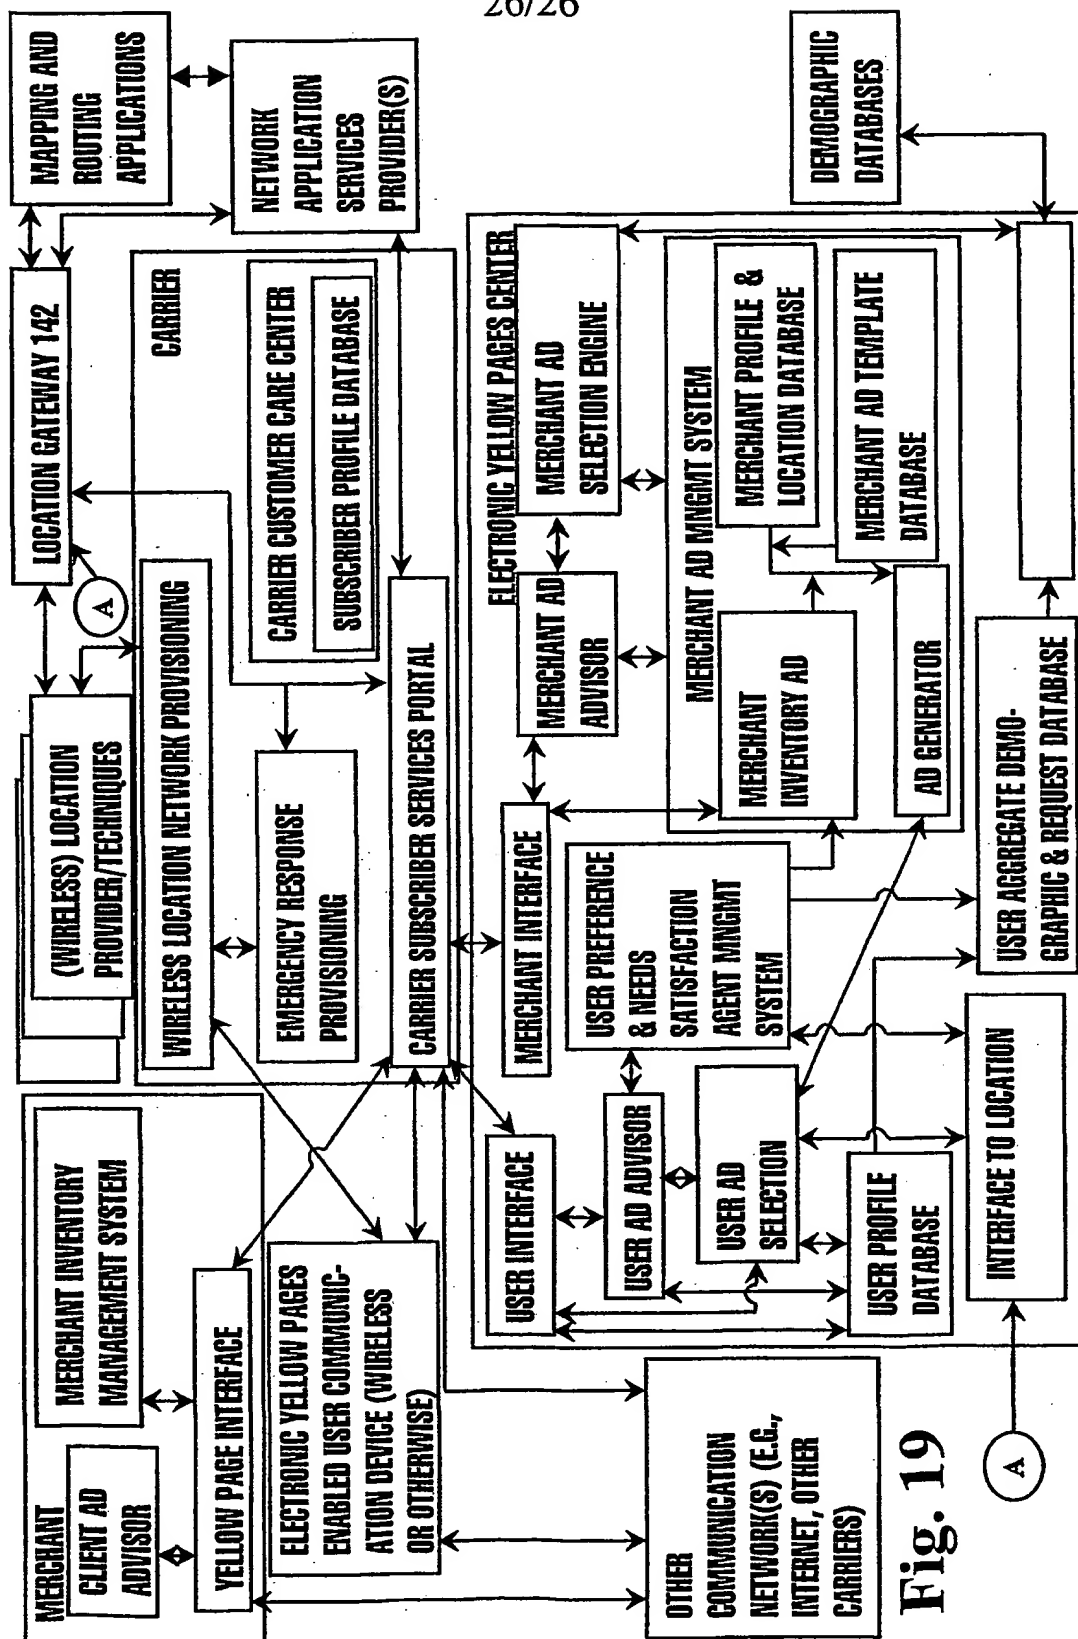 26/26
MERCHANT
CLIENT AD
ADVISOR
MERCHANT INVENTORY
MANAGEMENT SYSTEM
YELLOW PAGE INTERFACE
ELECTRONIC YELLOW PAGES
ENABLED USER COMMUNIC-
ATION DEVICE (WIRELESS
OR OTHERWISE)
OTHER
COMMUNICATION
NETWORK(S) (E.G.,
INTERNET, OTHER
CARRIERS)
(WIRELESS) LOCATION
PROVIDER/TECHNIQUES
LOCATION GATEWAY 142
A
MAPPING AND
ROUTING
APPLICATIONS
NETWORK
APPLICATION
SERVICES
PROVIDER(S)
CARRIER
WIRELESS LOCATION NETWORK PROVISIONING
EMERGENCY RESPONSE
PROVISIONING
CARRIER CUSTOMER CARE CENTER
SUBSCRIBER PROFILE DATABASE
CARRIER SUBSCRIBER SERVICES PORTAL
ELECTRONIC YELLOW PAGES CENTER
USER INTERFACE
MERCHANT INTERFACE
MERCHANT AD
ADVISOR
MERCHANT AD
SELECTION ENGINE
USER AD ADVISOR
USER PREFERENCE
& NEEDS
SATISFACTION
AGENT MNGMT
SYSTEM
USER AD
SELECTION
USER PROFILE
DATABASE
MERCHANT AD MNGMT SYSTEM
MERCHANT
INVENTORY AD
MERCHANT PROFILE &
LOCATION DATABASE
MERCHANT AD TEMPLATE
DATABASE
AD GENERATOR
INTERFACE TO LOCATION
USER AGGREGATE DEMO-
GRAPHIC & REQUEST DATABASE
DEMOGRAPHIC
DATABASES
A
Fig. 19